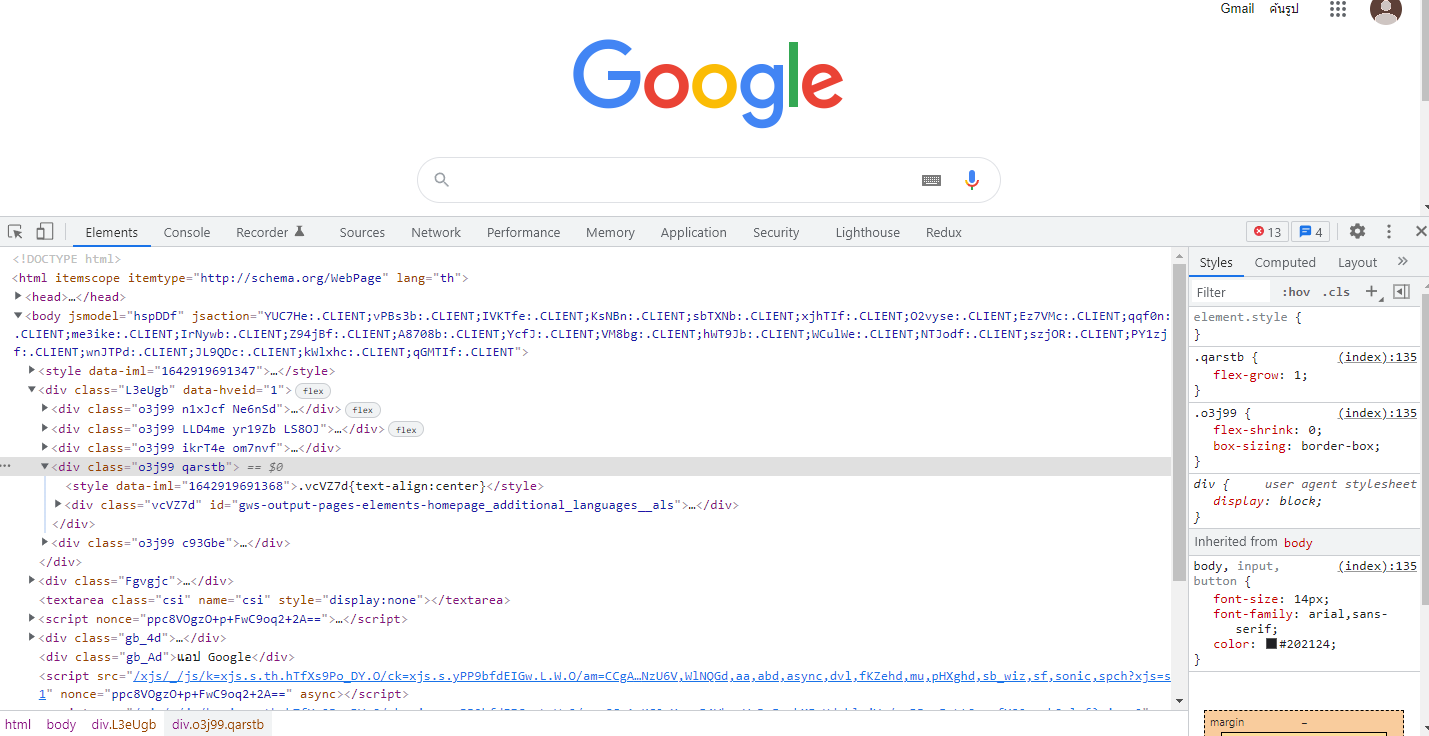 Gmail ค้นรูป
Google
Elements Console Recorder Sources Network Performance Memory Application Security Lighthouse Redux 13 4
<!DOCTYPE html>
<html itemscope itemtype="http://schema.org/WebPage" lang="th">
<head>…</head>
<body jsmodel="hspDDf" jsaction="YUC7He:.CLIENT;vPBs3b:.CLIENT;IVKTfe:.CLIENT;KsNBn:.CLIENT;sbTXNb:.CLIENT;xjhTIf:.CLIENT;O2vyse:.CLIENT;Ez7VMc:.CLIENT;qqf0n:
.CLIENT;me3ike:.CLIENT;IrNywb:.CLIENT;Z94jBf:.CLIENT;A8708b:.CLIENT;YcfJ:.CLIENT;VM8bg:.CLIENT;hWT9Jb:.CLIENT;WCulWe:.CLIENT;NTJodf:.CLIENT;szjOR:.CLIENT;PY1zj
f:.CLIENT;wnJTPd:.CLIENT;JL9QDc:.CLIENT;kWlxhc:.CLIENT;qGMTIf:.CLIENT">
<style data-iml="1642919691347">…</style>
<div class="L3eUgb" data-hveid="1"> flex
<div class="o3j99 n1xJcf Ne6nSd">…</div> flex
<div class="o3j99 LLD4me yr19Zb LS8OJ">…</div> flex
<div class="o3j99 ikrT4e om7nvf">…</div>
<div class="o3j99 qarstb"> == $0
<style data-iml="1642919691368">.vcVZ7d{text-align:center}</style>
<div class="vcVZ7d" id="gws-output-pages-elements-homepage_additional_languages__als">…</div>
</div>
<div class="o3j99 c93Gbe">…</div>
</div>
<div class="Fgvgjc">…</div>
<textarea class="csi" name="csi" style="display:none"></textarea>
<script nonce="ppc8VOgzO+p+FwC9oq2+2A==">…</script>
<div class="gb_4d">…</div>
<div class="gb_Ad">แอป Google</div>
<script src="/xjs/_/js/k=xjs.s.th.hTfXs9Po_DY.O/ck=xjs.s.yPP9bfdEIGw.L.W.O/am=CCgA…NzU6V,WlNQGd,aa,abd,async,dvl,fKZehd,mu,pHXghd,sb_wiz,sf,sonic,spch?xjs=s
1" nonce="ppc8VOgzO+p+FwC9oq2+2A==" async></script>
html body div.L3eUgb div.o3j99.qarstb
Styles Computed Layout
Filter :hov .cls
element.style {
}
.qarstb { (index):135
flex-grow: 1;
}
.o3j99 { (index):135
flex-shrink: 0;
box-sizing: border-box;
}
div { user agent stylesheet
display: block;
}
Inherited from body
body, input, (index):135
button {
font-size: 14px;
font-family: arial,sans-
serif;
color: #202124;
}
margin –